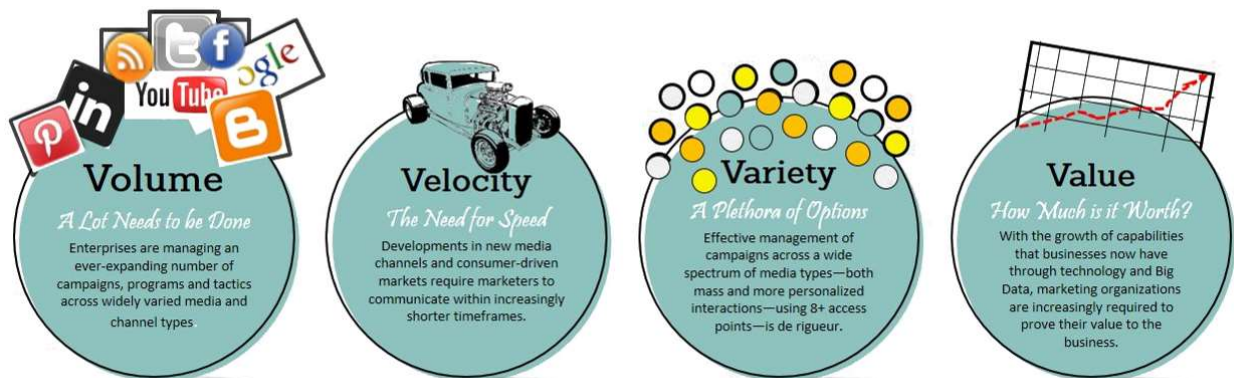 You Tube
ogle
in
Volume
A Lot Needs to be Done
Enterprises are managing an
ever-expanding number of
campaigns, programs and tactics
across widely varied media and
channel types.
Velocity
The Need for Speed
Developments in new media
channels and consumer-driven
markets require marketers to
communicate within increasingly
shorter timeframes.
Variety
A Plethora of Options
Effective management of
campaigns across a wide
spectrum of media types—both
mass and more personalized
interactions—using 8+ access
points—is de rigueur.
Value
How Much is it Worth?
With the growth of capabilities
that businesses now have
through technology and Big
Data, marketing organizations
are increasingly required to
prove their value to the
business.